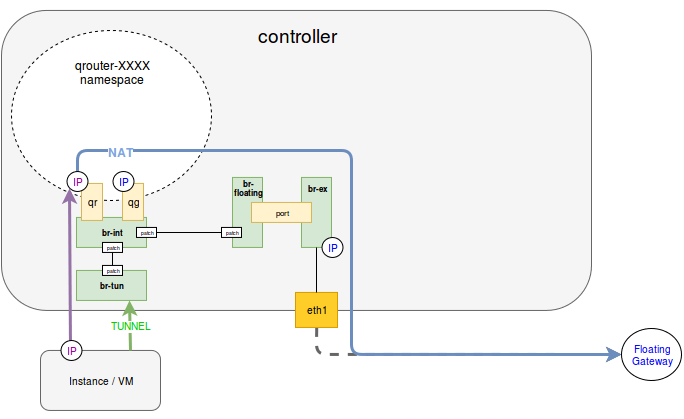 controller
qrouter-XXXX
namespace
NAT
IP
IP
qr
qg
br-
floating
br-ex
port
br-int
patch
patch
patch
IP
patch
br-tun
eth1
TUNNEL
IP
Instance / VM
Floating
Gateway